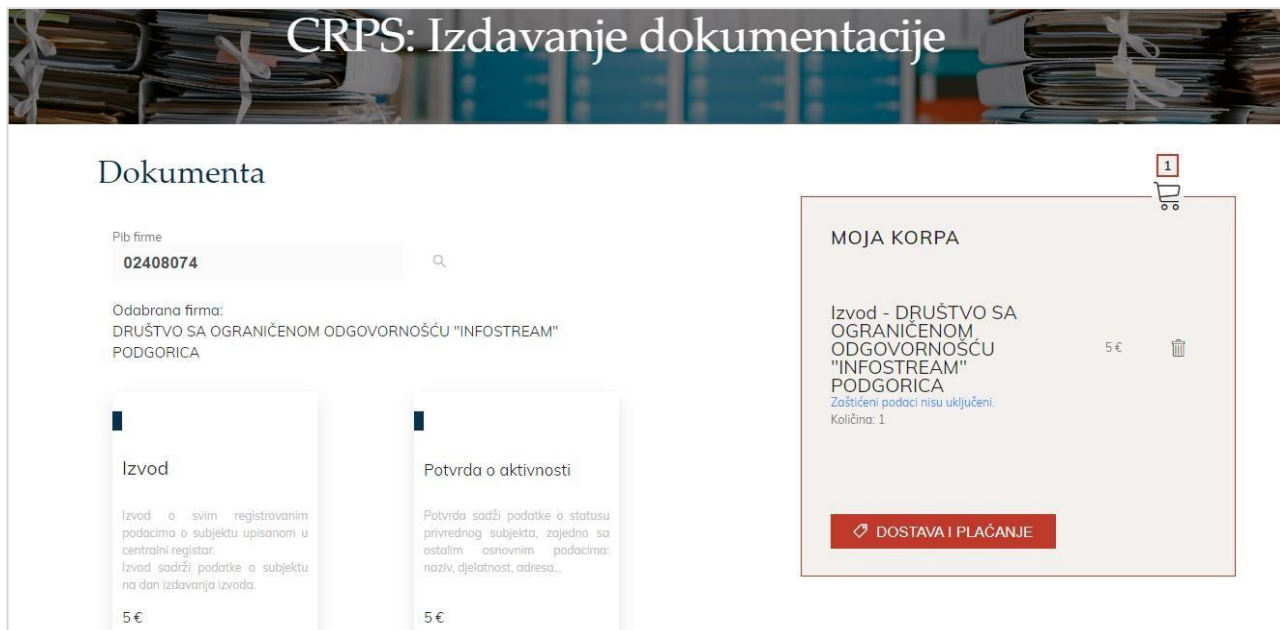 CRPS: Izdavanje dokumentacije
Dokumenta
Pib firme
02408074
Odabrana firma:
DRUŠTVO SA OGRANIČENOM ODGOVORNOŠĆU "INFOSTREAM"
PODGORICA
Izvod
Izvod o svim registrovanim
podacima o subjektu upisanom u
centralni registar.
Izvod sadrži podatke o subjektu
na dan izdavanja izvoda.
5 €
Potvrda o aktivnosti
Potvrda sadži podatke o statusu
privrednog subjekta, zajedno sa
ostalim osnovnim podacima:
naziv, djelatnost, adresa...
5 €
1
MOJA KORPA
Izvod - DRUŠTVO SA
OGRANIČENOM
ODGOVORNOŠĆU
"INFOSTREAM"
PODGORICA
5 €
Zaštićeni podaci nisu uključeni.
Količina: 1
DOSTAVA I PLAĆANJE